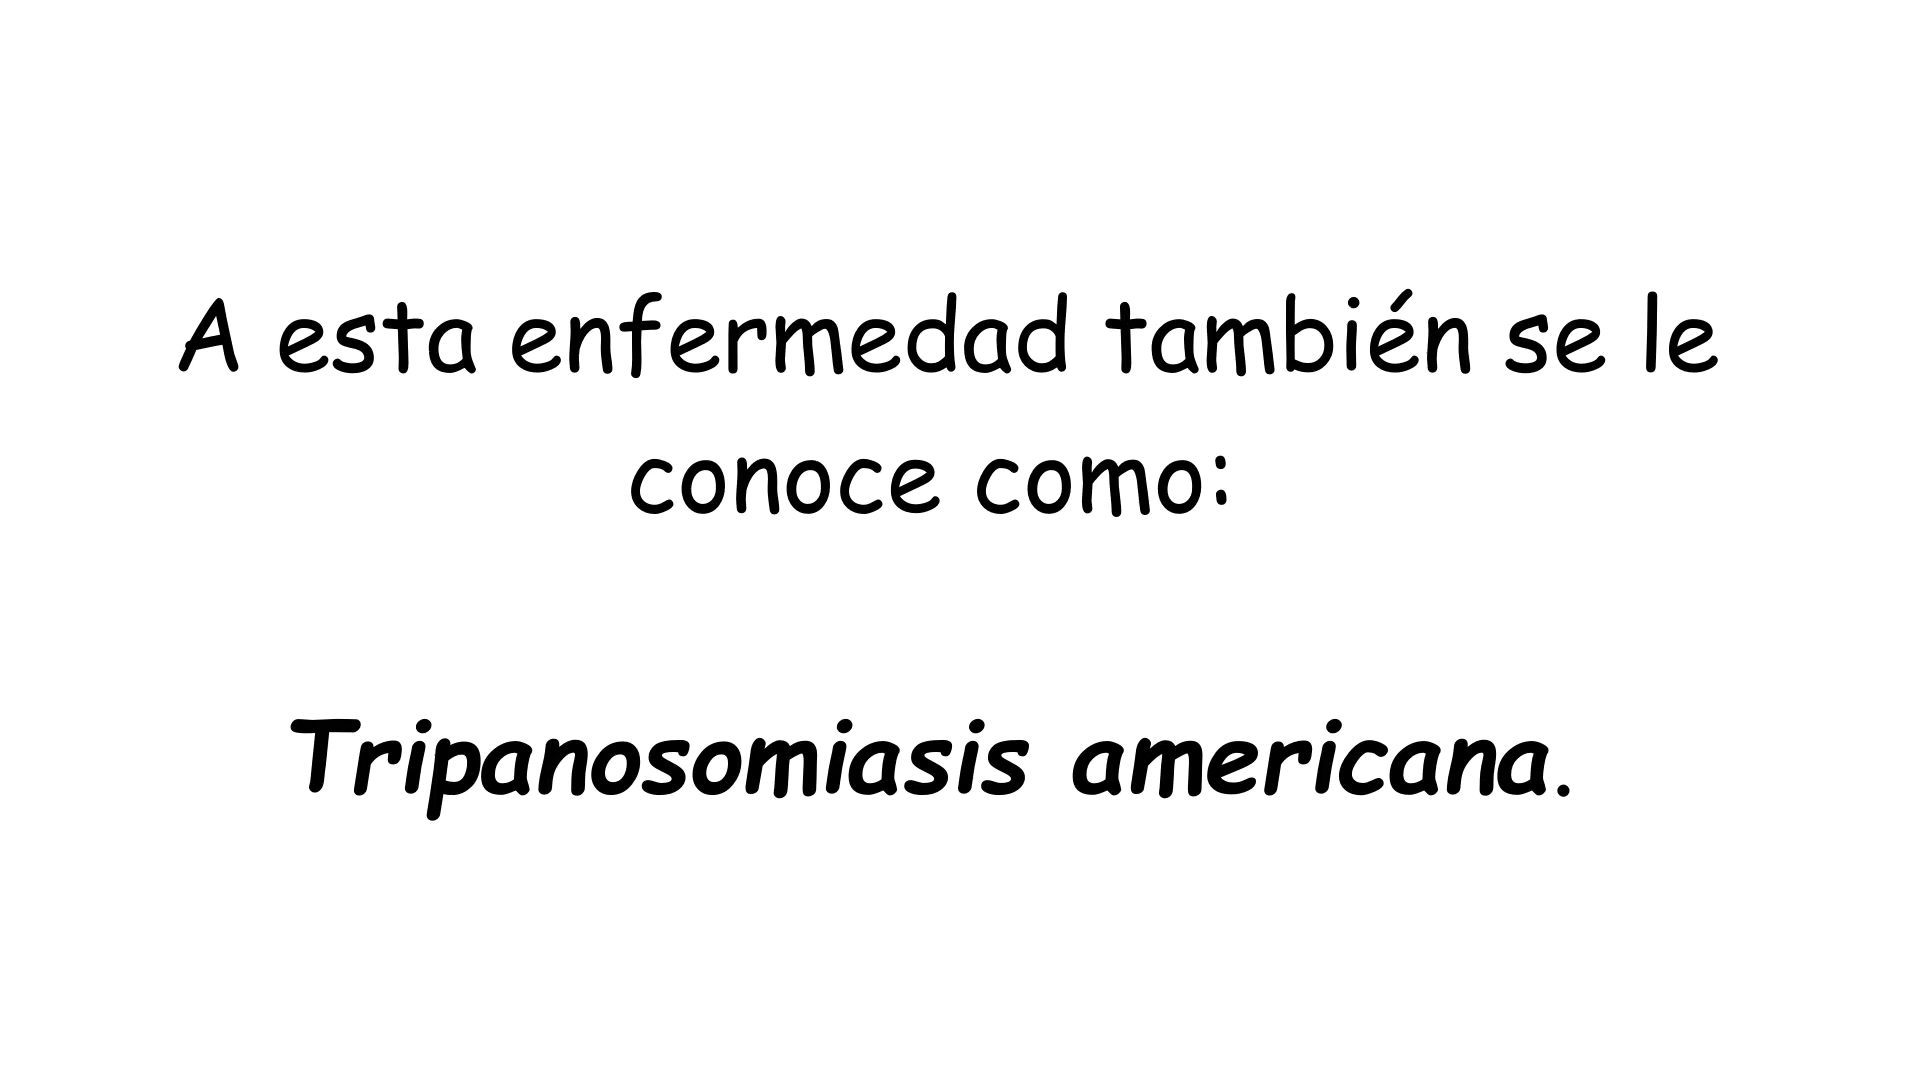 A esta enfermedad también se le
conoce como:
Tripanosomiasis americana.